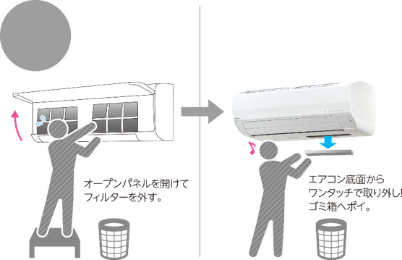 オープンパネルを開けて
フィルターを外す。
エアコン底面から
ワンタッチで取り外し!
ゴミ箱へポイ。